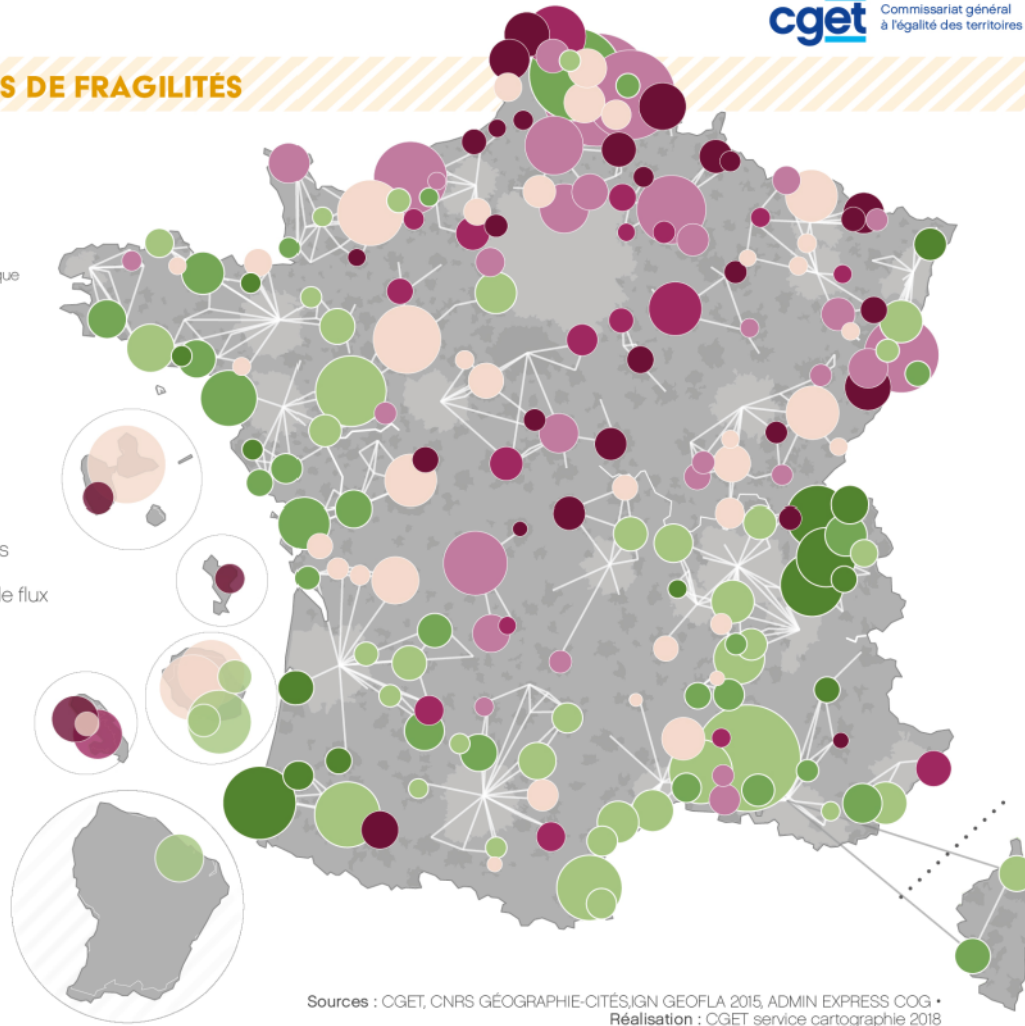 cget
Commissariat général
à l'égalité des territoires
S DE FRAGILITÉS
que
s
le flux
Sources : CGET, CNRS GÉOGRAPHIE-CITÉS,IGN GEOFLA 2015, ADMIN EXPRESS COG •
Réalisation : CGET service cartographie 2018